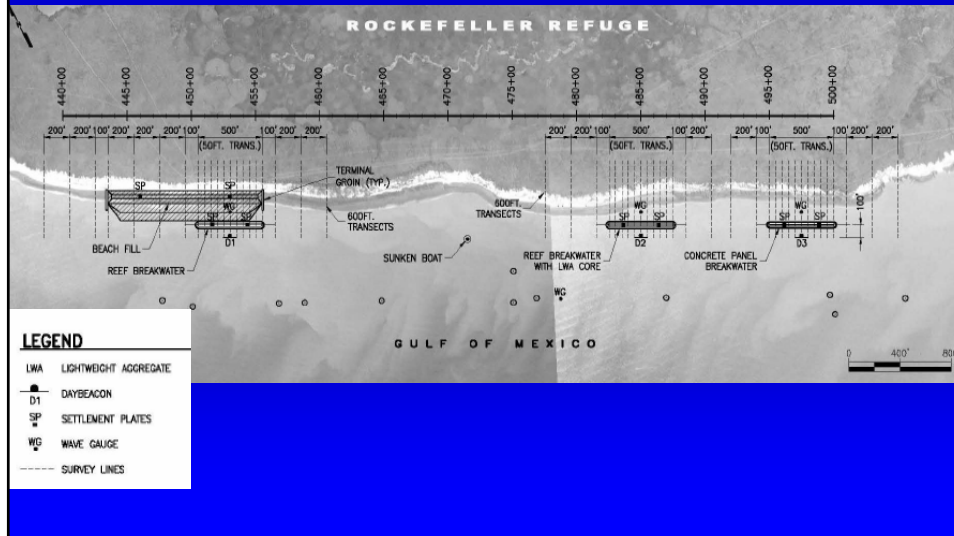 ROCKEFELLER REFUGE
440+00 445+00 450+00 455+00 460+00 465+00 470+00 475+00 480+00 485+00 490+00 495+00 500+00
200' 200' 100' 200' 200' 200' 100' 500' 100' 200' 200' 200' 200' 100' 500' 100' 200' 200' 100' 500' 100' 200' 200'
(50FT. TRANS.) (50FT. TRANS.) (50FT. TRANS.)
SP SP
TERMINAL
GROIN (TYP.)
WG
SP SP
D1
BEACH FILL
REEF BREAKWATER
600FT.
TRANSECTS
SUNKEN BOAT
600FT.
TRANSECTS
WG
SP SP
D2
REEF BREAKWATER
WITH LWA CORE
WG
WG
SP SP
D3
CONCRETE PANEL
BREAKWATER
100'
GULF OF MEXICO
0 400' 800
LEGEND
LWA LIGHTWEIGHT AGGREGATE
D1 DAYBEACON
SP SETTLEMENT PLATES
WG WAVE GAUGE
SURVEY LINES